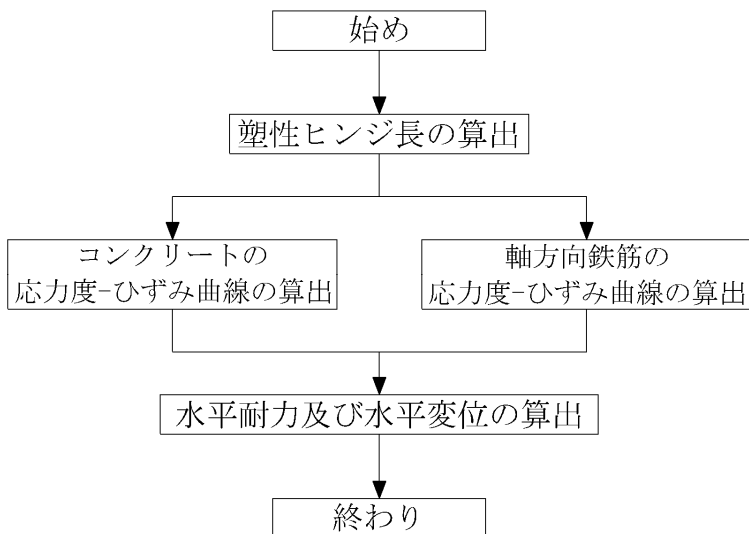 始め
塑性ヒンジ長の算出
コンクリートの
応力度-ひずみ曲線の算出
軸方向鉄筋の
応力度-ひずみ曲線の算出
水平耐力及び水平変位の算出
終わり